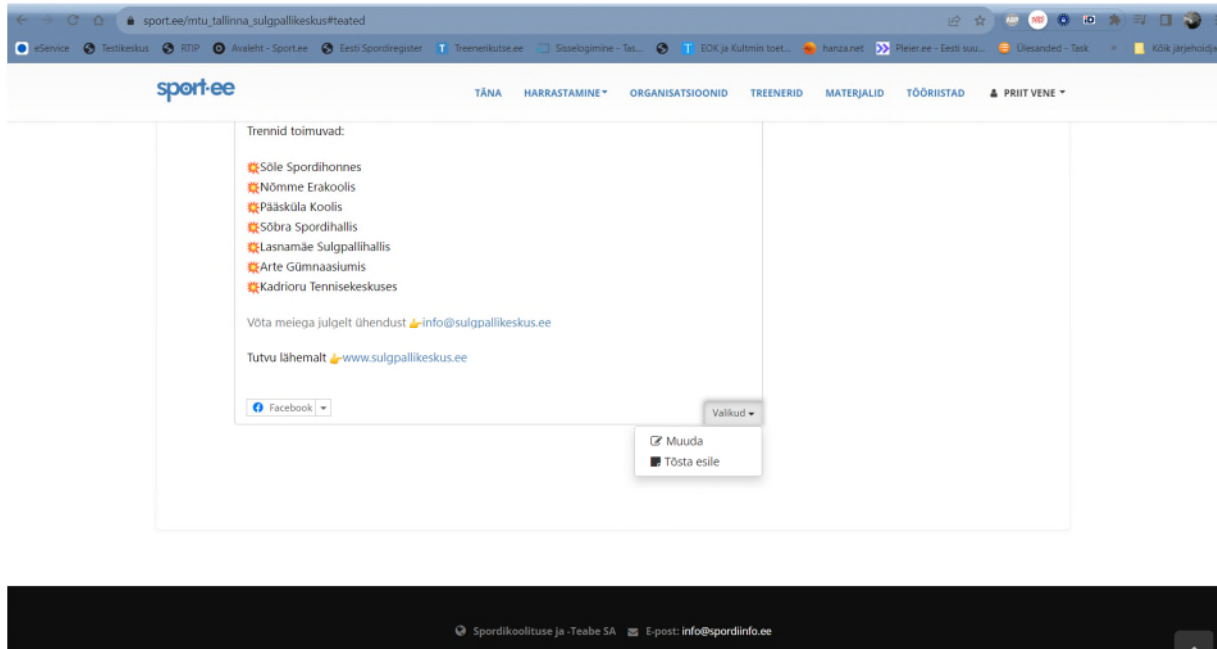 sport.ee/mtu_tallinna_sulgpallikeskus#teated
eService Testikeskus RTIP Avaleht - Sport.ee Eesti Spordiregister Treenerikutse.ee Sisselogimine - Tas... EOK ja Kultmin toet... hanza.net Pleier.ee - Eesti suu... Ülesanded - Task Kõik järjehoidja
sport·ee TÄNA HARRASTAMINE ORGANISATSIOONID TREENERID MATERJALID TÖÖRIISTAD PRIIT VENE
Trennid toimuvad:
💥Sõle Spordihonnes
💥Nõmme Erakoolis
💥Pääsküla Koolis
💥Sõbra Spordihallis
💥Lasnamäe Sulgpallihallis
💥Arte Gümnaasiumis
💥Kadrioru Tennisekeskuses
Võta meiega julgelt ühendust 👉info@sulgpallikeskus.ee
Tutvu lähemalt 👉www.sulgpallikeskus.ee
Facebook
Valikud
Muuda
Tõsta esile
Spordikoolituse ja -Teabe SA E-post: info@spordiinfo.ee